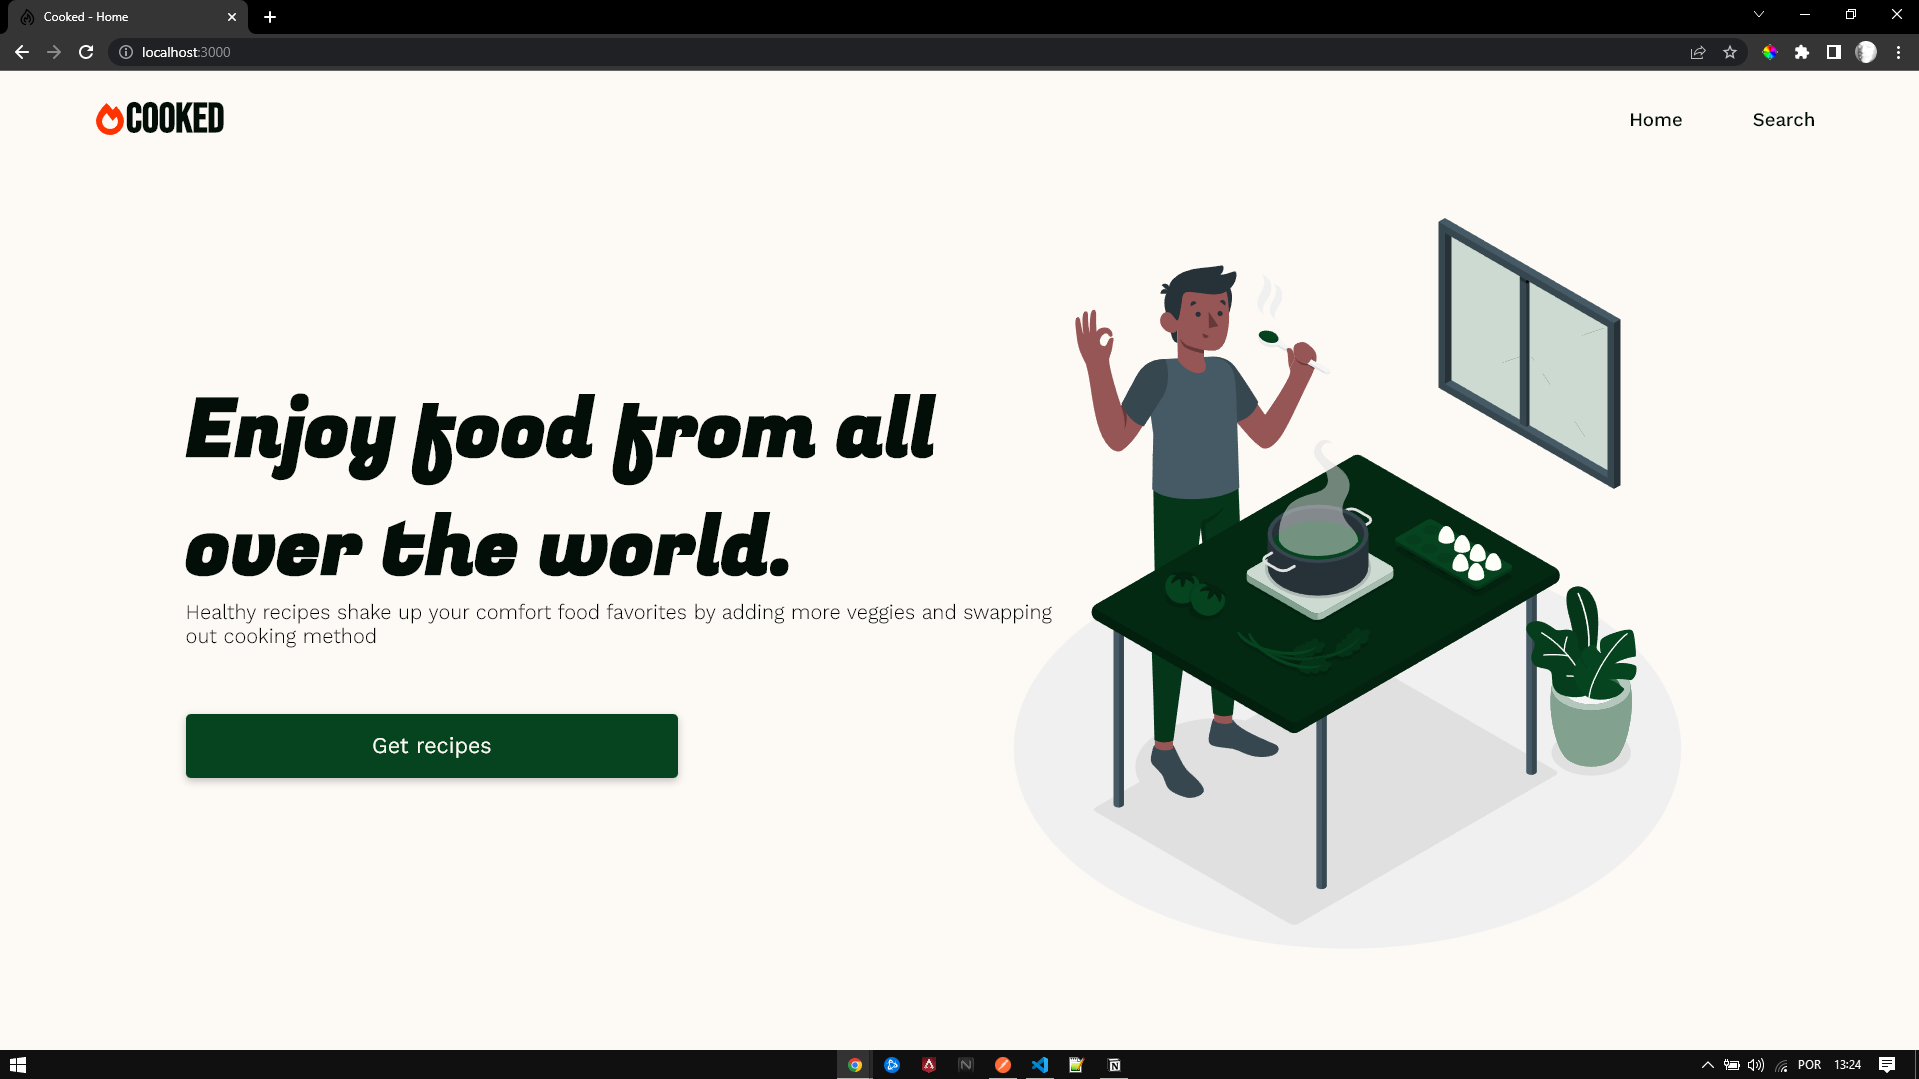 Cooked - Home
localhost:3000
COOKED
Home
Search
Enjoy food from all
over the world.
Healthy recipes shake up your comfort food favorites by adding more veggies and swapping
out cooking method
Get recipes
POR
13:24